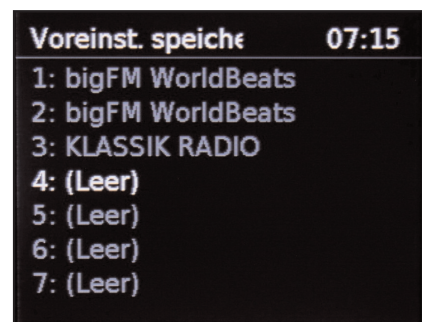 Voreinst. speiche 07:15
1: bigFM WorldBeats
2: bigFM WorldBeats
3: KLASSIK RADIO
4: (Leer)
5: (Leer)
6: (Leer)
7: (Leer)